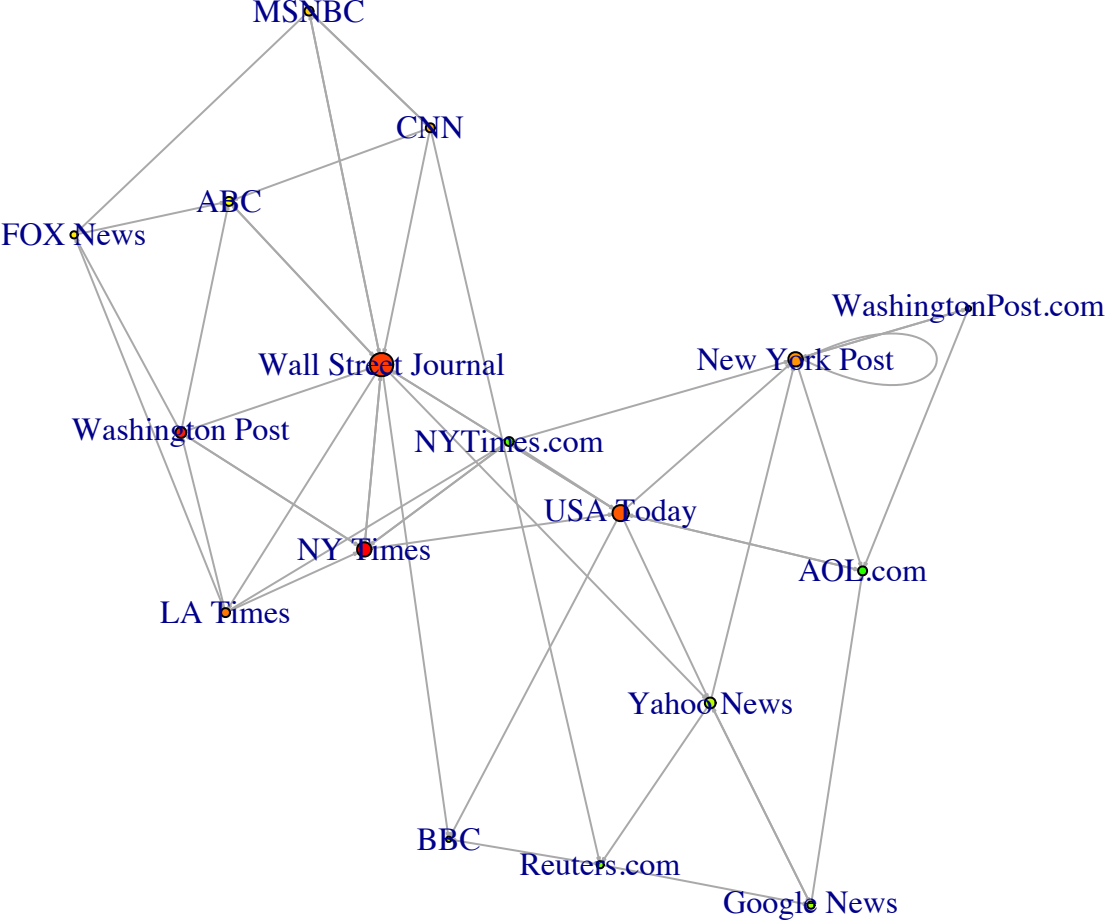 MSNBC
CNN
ABC
FOX News
WashingtonPost.com
New York Post
Wall Street Journal
Washington Post
NYTimes.com
USA Today
NY Times
AOL.com
LA Times
Yahoo News
BBC
Reuters.com
Google News